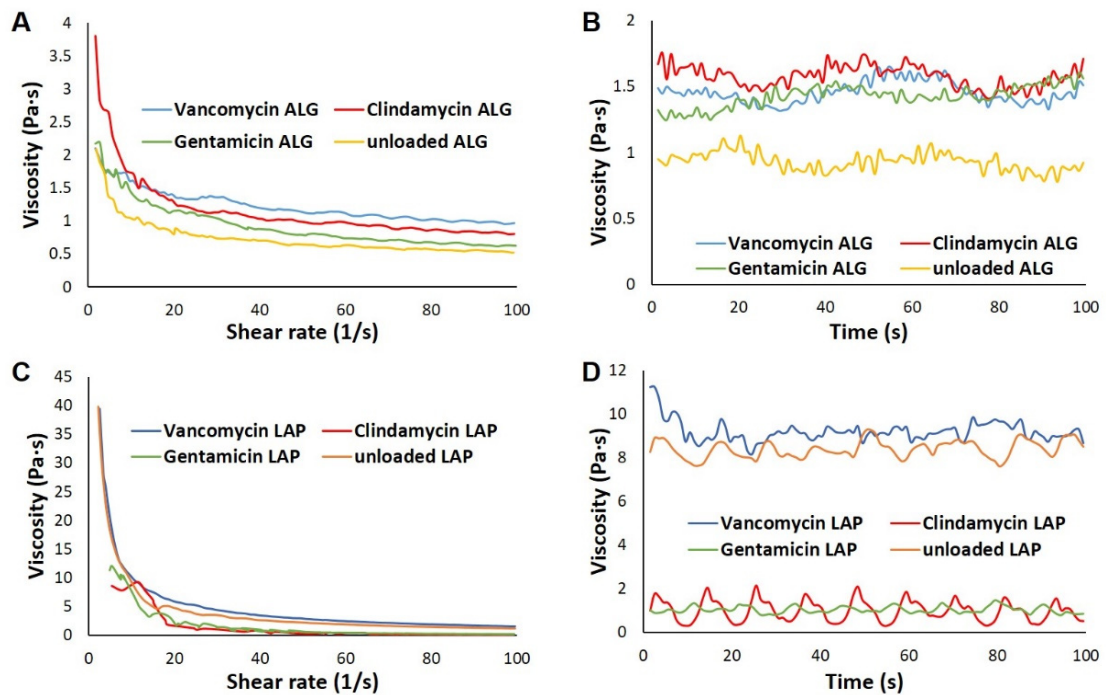 A
Viscosity (Pa·s)
4
3.5
3
2.5
2
1.5
1
0.5
0
Vancomycin ALG
Clindamycin ALG
Gentamicin ALG
unloaded ALG
0 20 40 60 80 100
Shear rate (1/s)
B
Viscosity (Pa·s)
2
1.5
1
0.5
0
Vancomycin ALG
Clindamycin ALG
Gentamicin ALG
unloaded ALG
0 20 40 60 80 100
Time (s)
C
Viscosity (Pa·s)
45
40
35
30
25
20
15
10
5
0
Vancomycin LAP
Clindamycin LAP
Gentamicin LAP
unloaded LAP
0 20 40 60 80 100
Shear rate (1/s)
D
Viscosity (Pa·s)
12
10
8
6
4
2
0
Vancomycin LAP
Clindamycin LAP
Gentamicin LAP
unloaded LAP
0 20 40 60 80 100
Time (s)